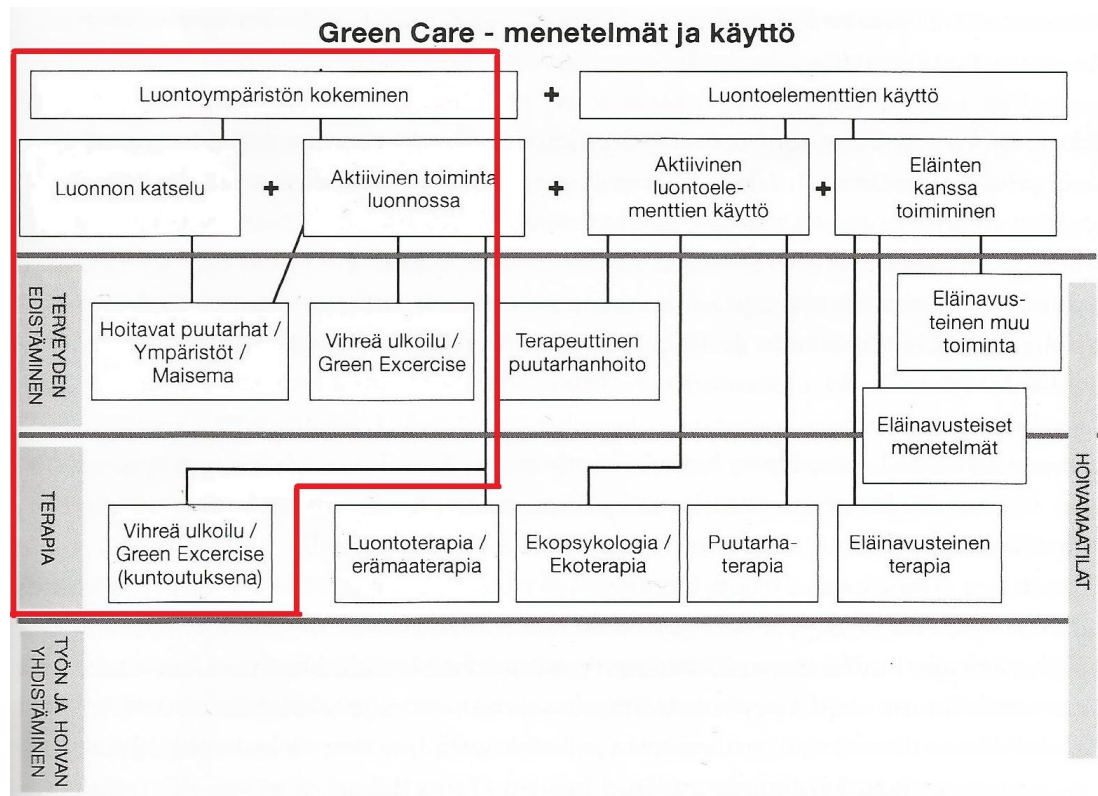 Green Care - menetelmät ja käyttö
Luontoympäristön kokeminen
+
Luontoelementtien käyttö
Luonnon katselu
+
Aktiivinen toiminta
luonnossa
+
Aktiivinen
luontoele-
menttien käyttö
+
Eläinten
kanssa
toimiminen
TERVEYDEN
EDISTÄMINEN
Hoitavat puutarhat /
Ympäristöt /
Maisema
Vihreä ulkoilu /
Green Excercise
Terapeuttinen
puutarhanhoito
Eläinavus-
teinen muu
toiminta
Eläinavusteiset
menetelmät
HOIVAMAATILAT
TERAPIA
Vihreä ulkoilu /
Green Excercise
(kuntoutuksena)
Luontoterapia /
erämaaterapia
Ekopsykologia /
Ekoterapia
Puutarha-
terapia
Eläinavusteinen
terapia
TYÖN JA HOIVAN
YHDISTÄMINEN